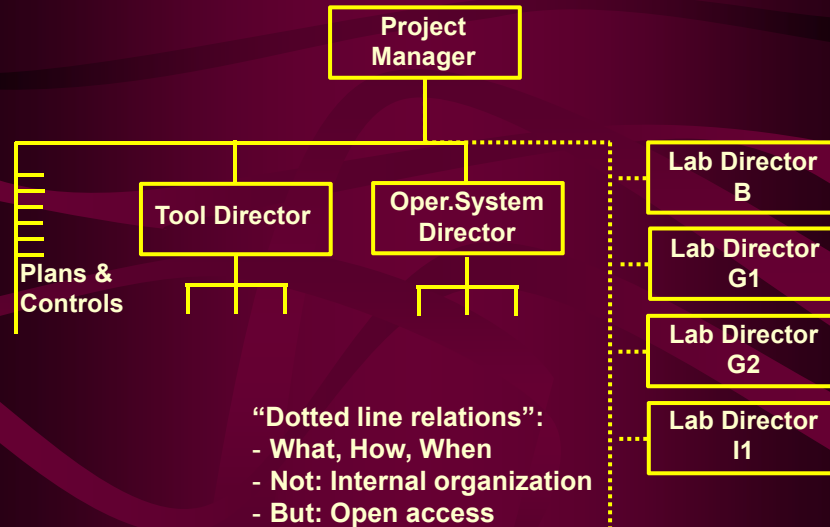 Project
Manager
Tool Director
Oper.System
Director
Plans &
Controls
Lab Director
B
Lab Director
G1
Lab Director
G2
Lab Director
I1
“Dotted line relations”:
- What, How, When
- Not: Internal organization
- But: Open access